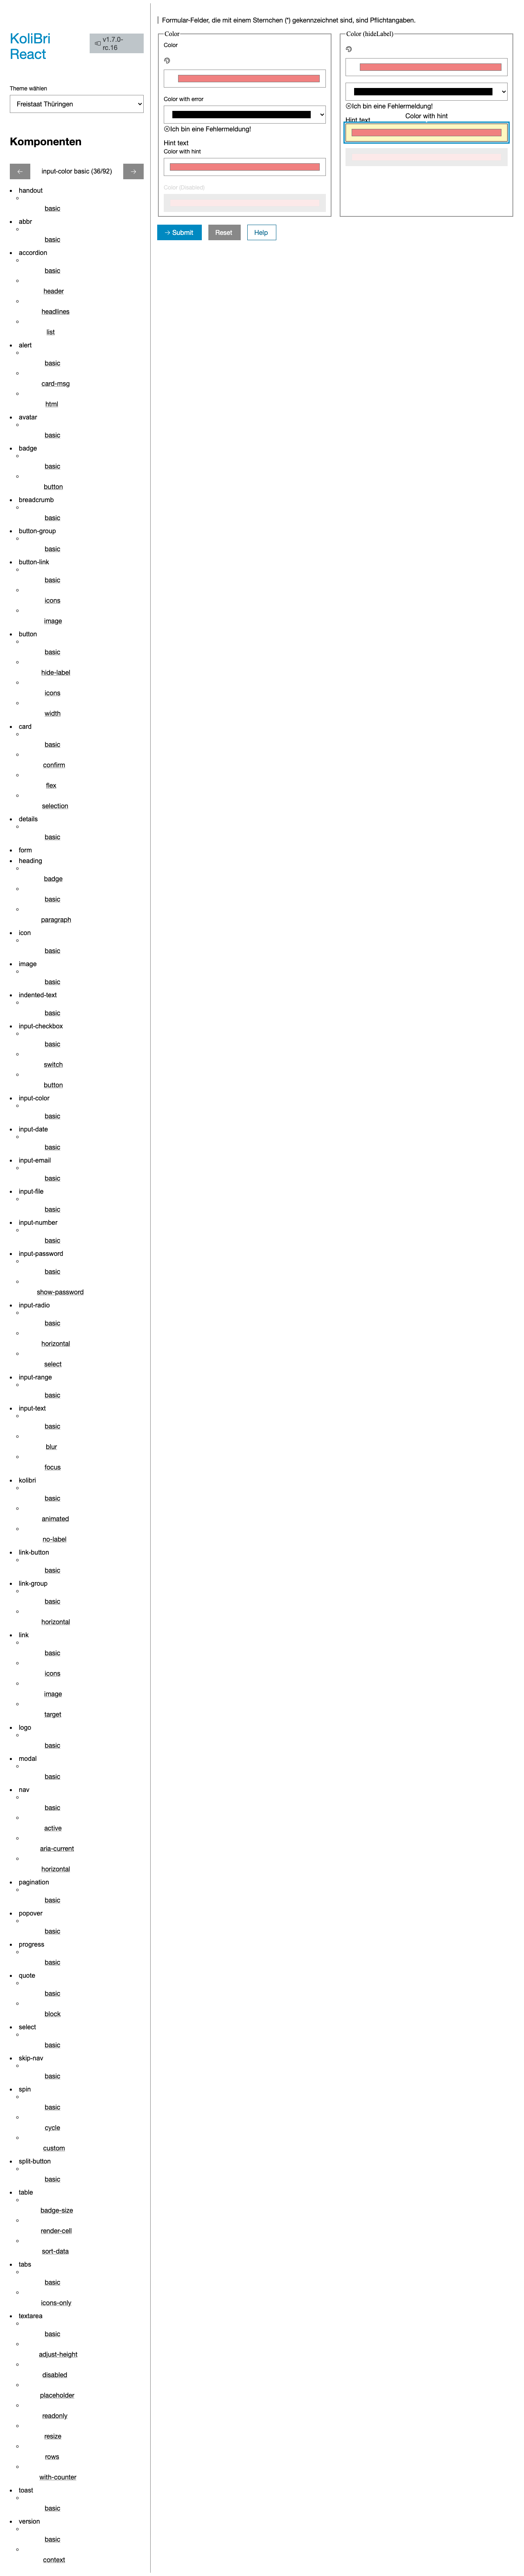 KoliBri
React
v1.7.0-
rc.16
Theme wählen
Freistaat Thüringen
Komponenten
← input-color basic (36/92) →
handout
basic
abbr
basic
accordion
basic
header
headlines
list
alert
basic
card-msg
html
avatar
basic
badge
basic
button
breadcrumb
basic
button-group
basic
button-link
basic
icons
image
button
basic
hide-label
icons
width
card
basic
confirm
flex
selection
details
basic
form
heading
badge
basic
paragraph
icon
basic
image
basic
indented-text
basic
input-checkbox
basic
switch
button
input-color
basic
input-date
basic
input-email
basic
input-file
basic
input-number
basic
input-password
basic
show-password
input-radio
basic
horizontal
select
input-range
basic
input-text
basic
blur
focus
kolibri
basic
animated
no-label
link-button
basic
link-group
basic
horizontal
link
basic
icons
image
target
logo
basic
modal
basic
nav
basic
active
aria-current
horizontal
pagination
basic
popover
basic
progress
basic
quote
basic
block
select
basic
skip-nav
basic
spin
basic
cycle
custom
split-button
basic
table
badge-size
render-cell
sort-data
tabs
basic
icons-only
textarea
basic
adjust-height
disabled
placeholder
readonly
resize
rows
with-counter
toast
basic
version
basic
context
Formular-Felder, die mit einem Sternchen (*) gekennzeichnet sind, sind Pflichtangaben.
Color
Color
Color with error
Ich bin eine Fehlermeldung!
Hint text
Color with hint
Color (Disabled)
Color (hideLabel)
Ich bin eine Fehlermeldung!
Color with hint
Hint text
→ Submit
Reset
Help